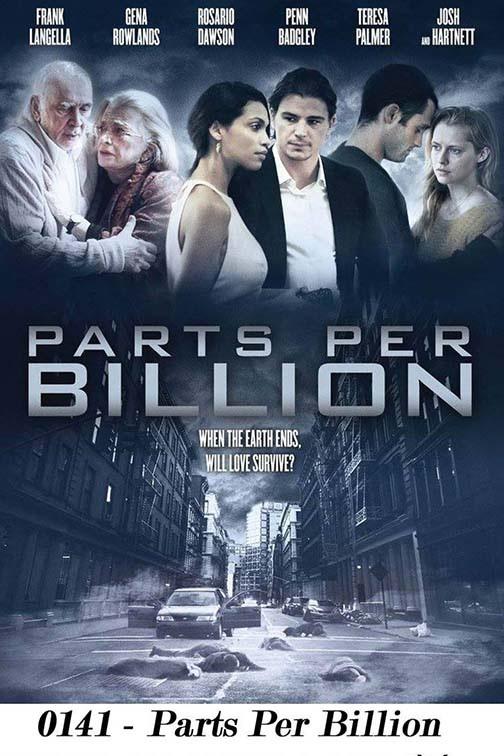 FRANK LANGELLA
GENA ROWLANDS
ROSARIO DAWSON
PENN BADGLEY
TERESA PALMER
AND JOSH HARTNETT
PARTS PER
BILLION
WHEN THE EARTH ENDS,
WILL LOVE SURVIVE?
0141 - Parts Per Billion